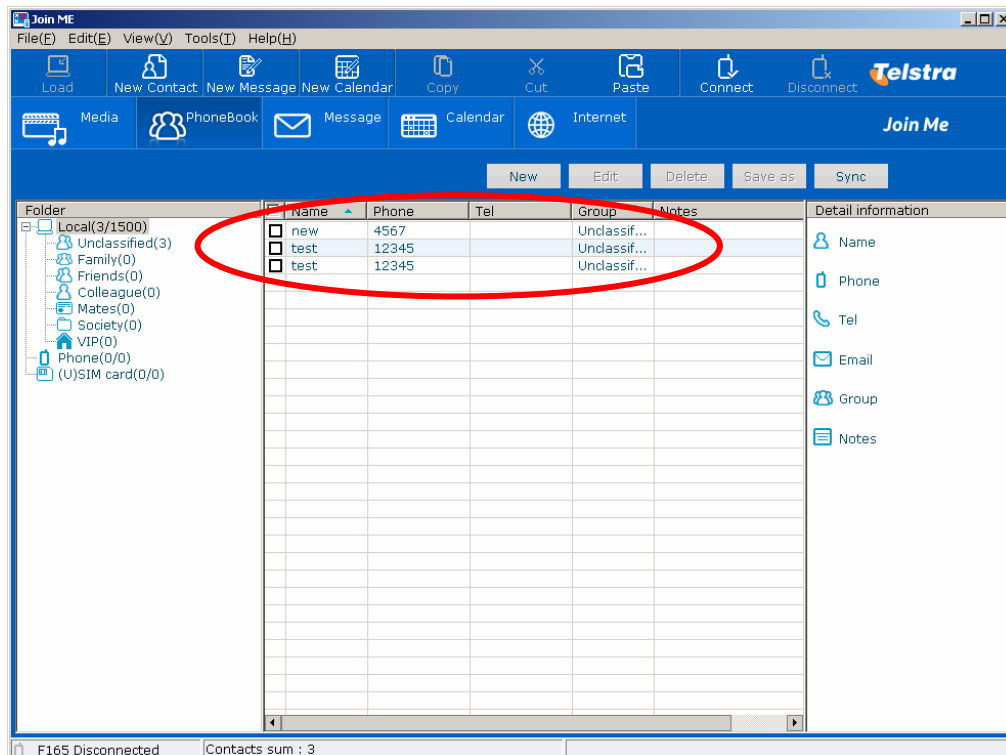 Join ME
File(F) Edit(E) View(V) Tools(T) Help(H)
Load New Contact New Message New Calendar Copy Cut Paste Connect Disconnect Telstra
Media PhoneBook Message Calendar Internet Join Me
New Edit Delete Save as Sync
Folder Name Phone Tel Group Notes Detail information
Local(3/1500) new 4567 Unclassif...
Unclassified(3) test 12345 Unclassif...
Family(0) test 12345 Unclassif...
Friends(0)
Colleague(0)
Mates(0)
Society(0)
VIP(0)
Phone(0/0)
(U)SIM card(0/0)
Name
Phone
Tel
Email
Group
Notes
F165 Disconnected Contacts sum : 3